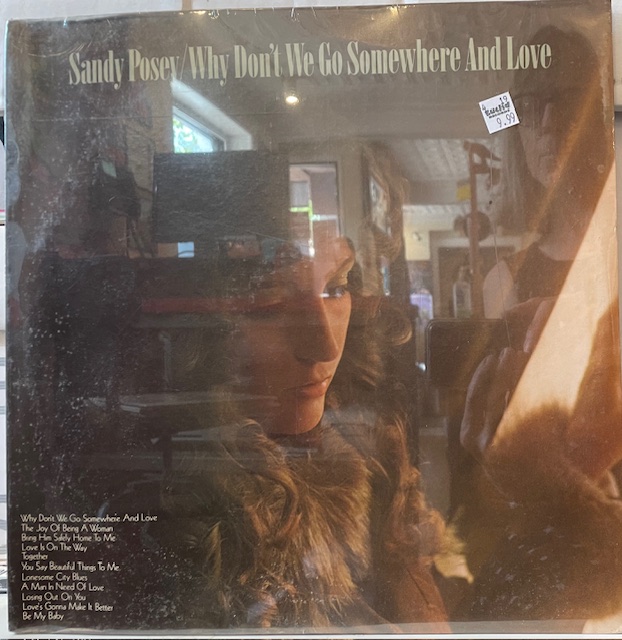 Sandy Posey/Why Don't We Go Somewhere And Love
9.99
Why Don't We Go Somewhere And Love
The Joy Of Being A Woman
Bring Him Safely Home To Me
Love Is On The Way
Together
You Say Beautiful Things To Me
Lonesome City Blues
A Man In Need Of Love
Losing Out On You
Love's Gonna Make It Better
Be My Baby